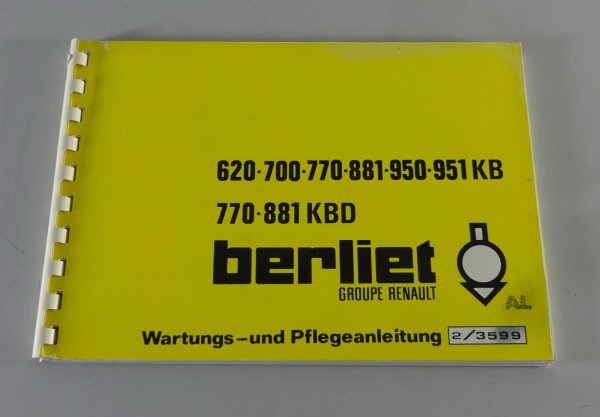 620·700·770·881·950·951 KB
770·881 KBD
berliet
GROUPE RENAULT
AL
Wartungs-und Pflegeanleitung 2/3599